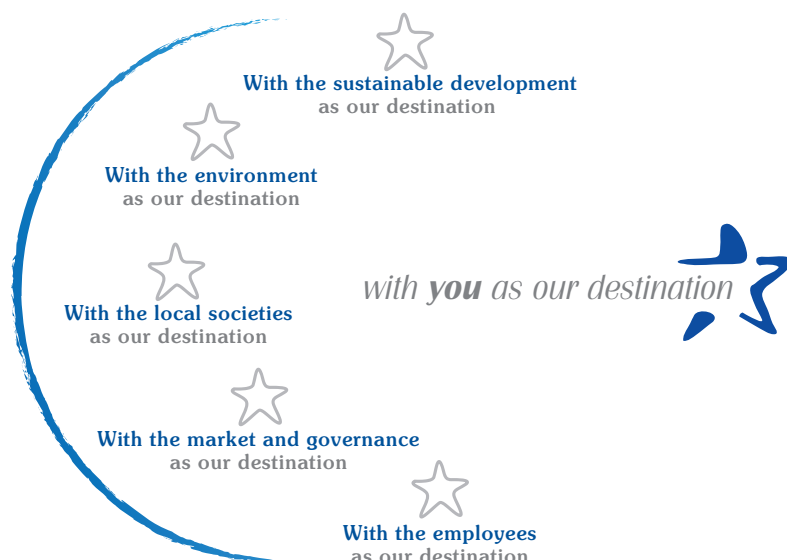 With the sustainable development
as our destination
With the environment
as our destination
With the local societies
as our destination
with you as our destination
With the market and governance
as our destination
With the employees
as our destination